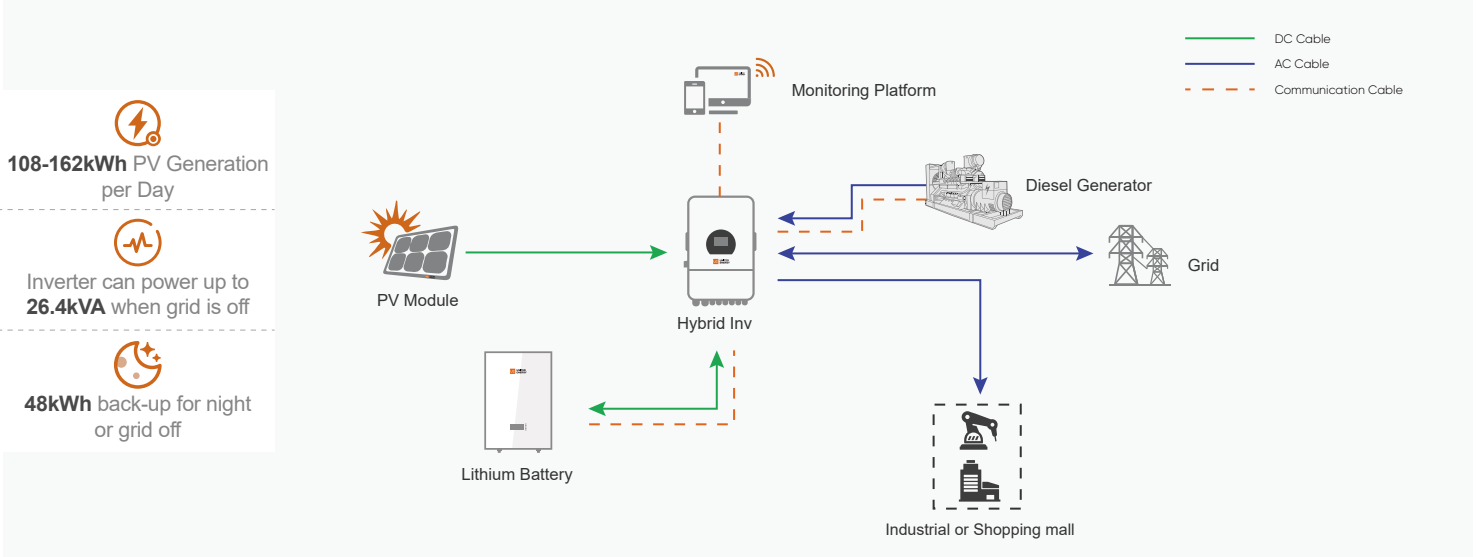 DC Cable
AC Cable
Communication Cable
Monitoring Platform
108-162kWh PV Generation
per Day
Diesel Generator
Inverter can power up to
26.4kVA when grid is off
PV Module
Grid
Hybrid Inv
48kWh back-up for night
or grid off
Lithium Battery
Industrial or Shopping mall